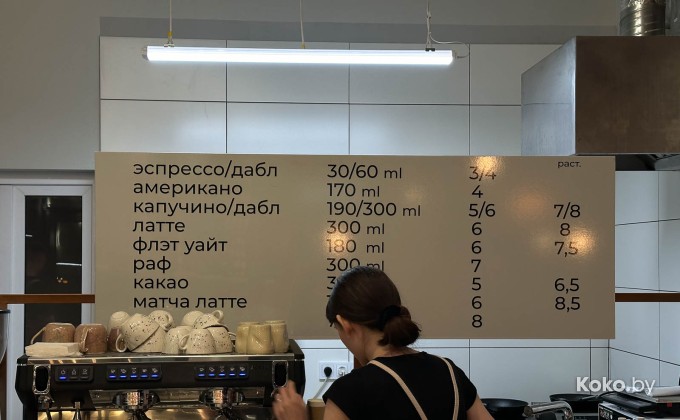 раст.
эспрессо/дабл 30/60 ml 3/4
американо 170 ml 4
капучино/дабл 190/300 ml 5/6 7/8
латте 300 ml 6 8
флэт уайт 180 ml 6 7,5
раф 300 ml 7
какао 5 6,5
матча латте 6 8,5
8
Koko.by